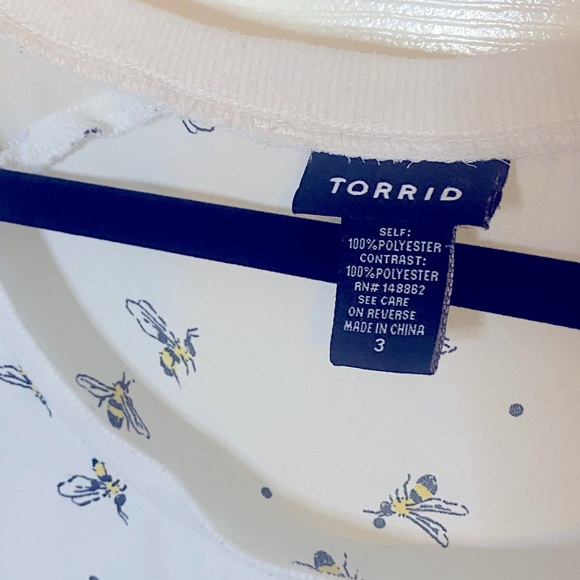 TORRID
SELF:
100%POLYESTER
CONTRAST:
100%POLYESTER
RN# 148862
SEE CARE
ON REVERSE
MADE IN CHINA
3